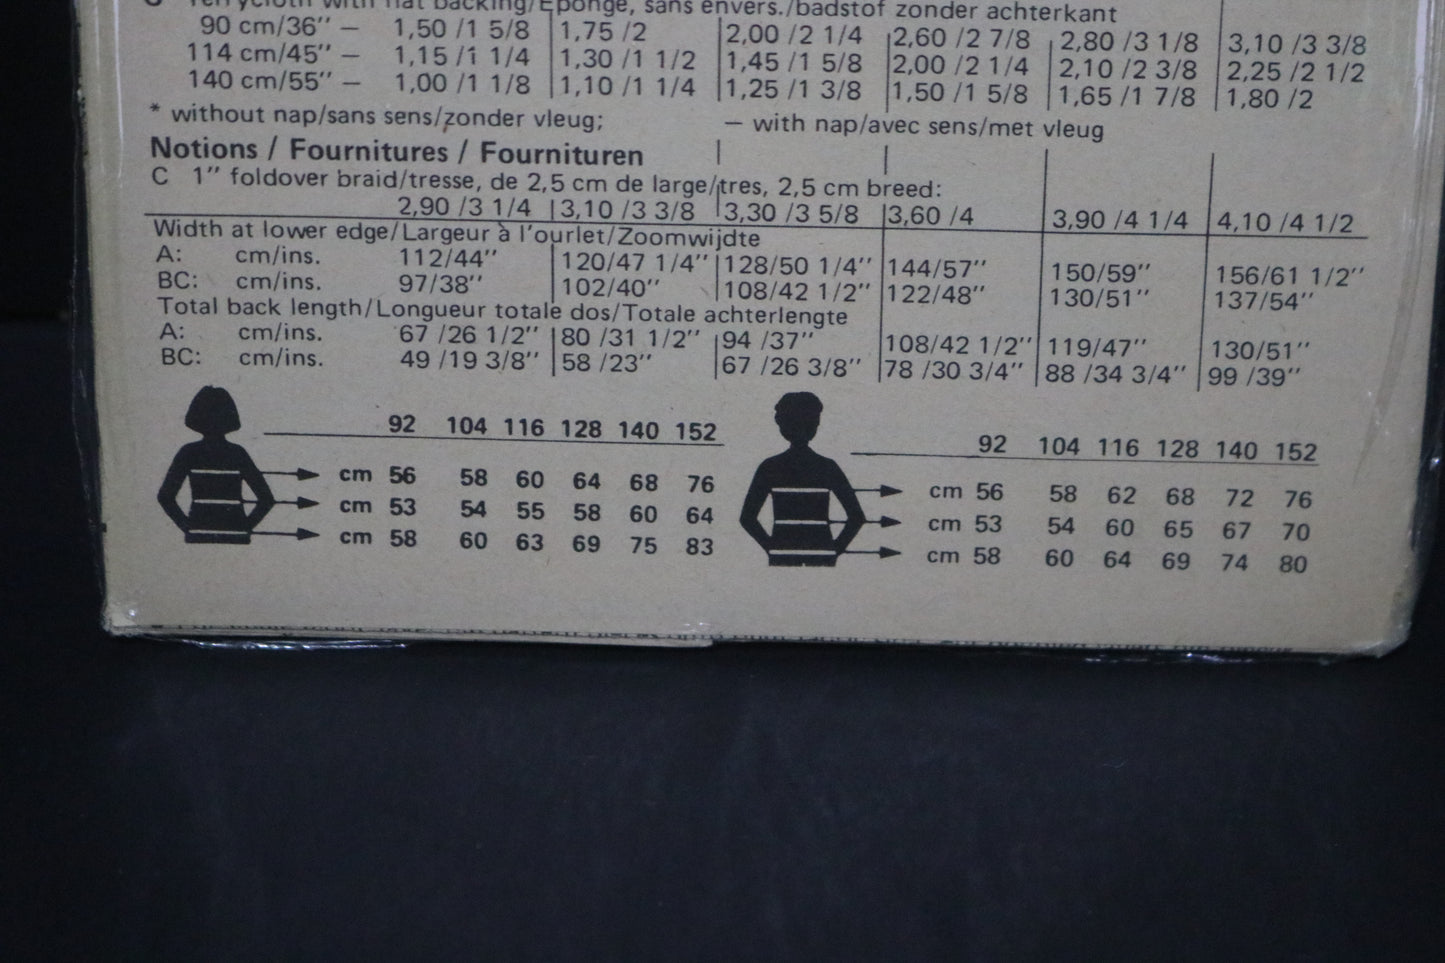 C Terrycloth with flat backing/Eponge, sans envers./badstof zonder achterkant
90 cm/36" — 1,50 /1 5/8 1,75 /2 2,00 /2 1/4 2,60 /2 7/8 2,80 /3 1/8 3,10 /3 3/8
114 cm/45" — 1,15 /1 1/4 1,30 /1 1/2 1,45 /1 5/8 2,00 /2 1/4 2,10 /2 3/8 2,25 /2 1/2
140 cm/55" — 1,00 /1 1/8 1,10 /1 1/4 1,25 /1 3/8 1,50 /1 5/8 1,65 /1 7/8 1,80 /2
* without nap/sans sens/zonder vleug; — with nap/avec sens/met vleug
Notions / Fournitures / Fournituren
C 1" foldover braid/tresse, de 2,5 cm de large/tres, 2,5 cm breed:
2,90 /3 1/4 3,10 /3 3/8 3,30 /3 5/8 3,60 /4 3,90 /4 1/4 4,10 /4 1/2
Width at lower edge/Largeur à l'ourlet/Zoomwijdte
A: cm/ins. 112/44" 120/47 1/4" 128/50 1/4" 144/57" 150/59" 156/61 1/2"
BC: cm/ins. 97/38" 102/40" 108/42 1/2" 122/48" 130/51" 137/54"
Total back length/Longueur totale dos/Totale achterlengte
A: cm/ins. 67 /26 1/2" 80 /31 1/2" 94 /37" 108/42 1/2" 119/47" 130/51"
BC: cm/ins. 49 /19 3/8" 58 /23" 67 /26 3/8" 78 /30 3/4" 88 /34 3/4" 99 /39"
92 104 116 128 140 152
cm 56 58 60 64 68 76
cm 53 54 55 58 60 64
cm 58 60 63 69 75 83
92 104 116 128 140 152
cm 56 58 62 68 72 76
cm 53 54 60 65 67 70
cm 58 60 64 69 74 80